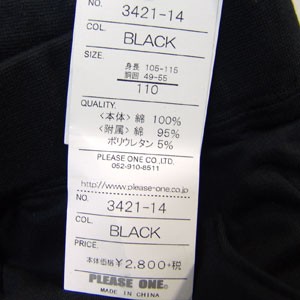 NO. 3421-14
COL. BLACK
SIZE.
身長 105-115
胴囲 49-55
110
QUALITY.
〈本体〉綿 100%
〈附属〉綿 95%
ポリウレタン 5%
PLEASE ONE CO.,LTD.
052-910-8511
http://www.please-one.co.jp
NO. 3421-14
COL. BLACK
PRICE.
本体価格 ¥2,800+税
PLEASE ONE.
MADE IN CHINA